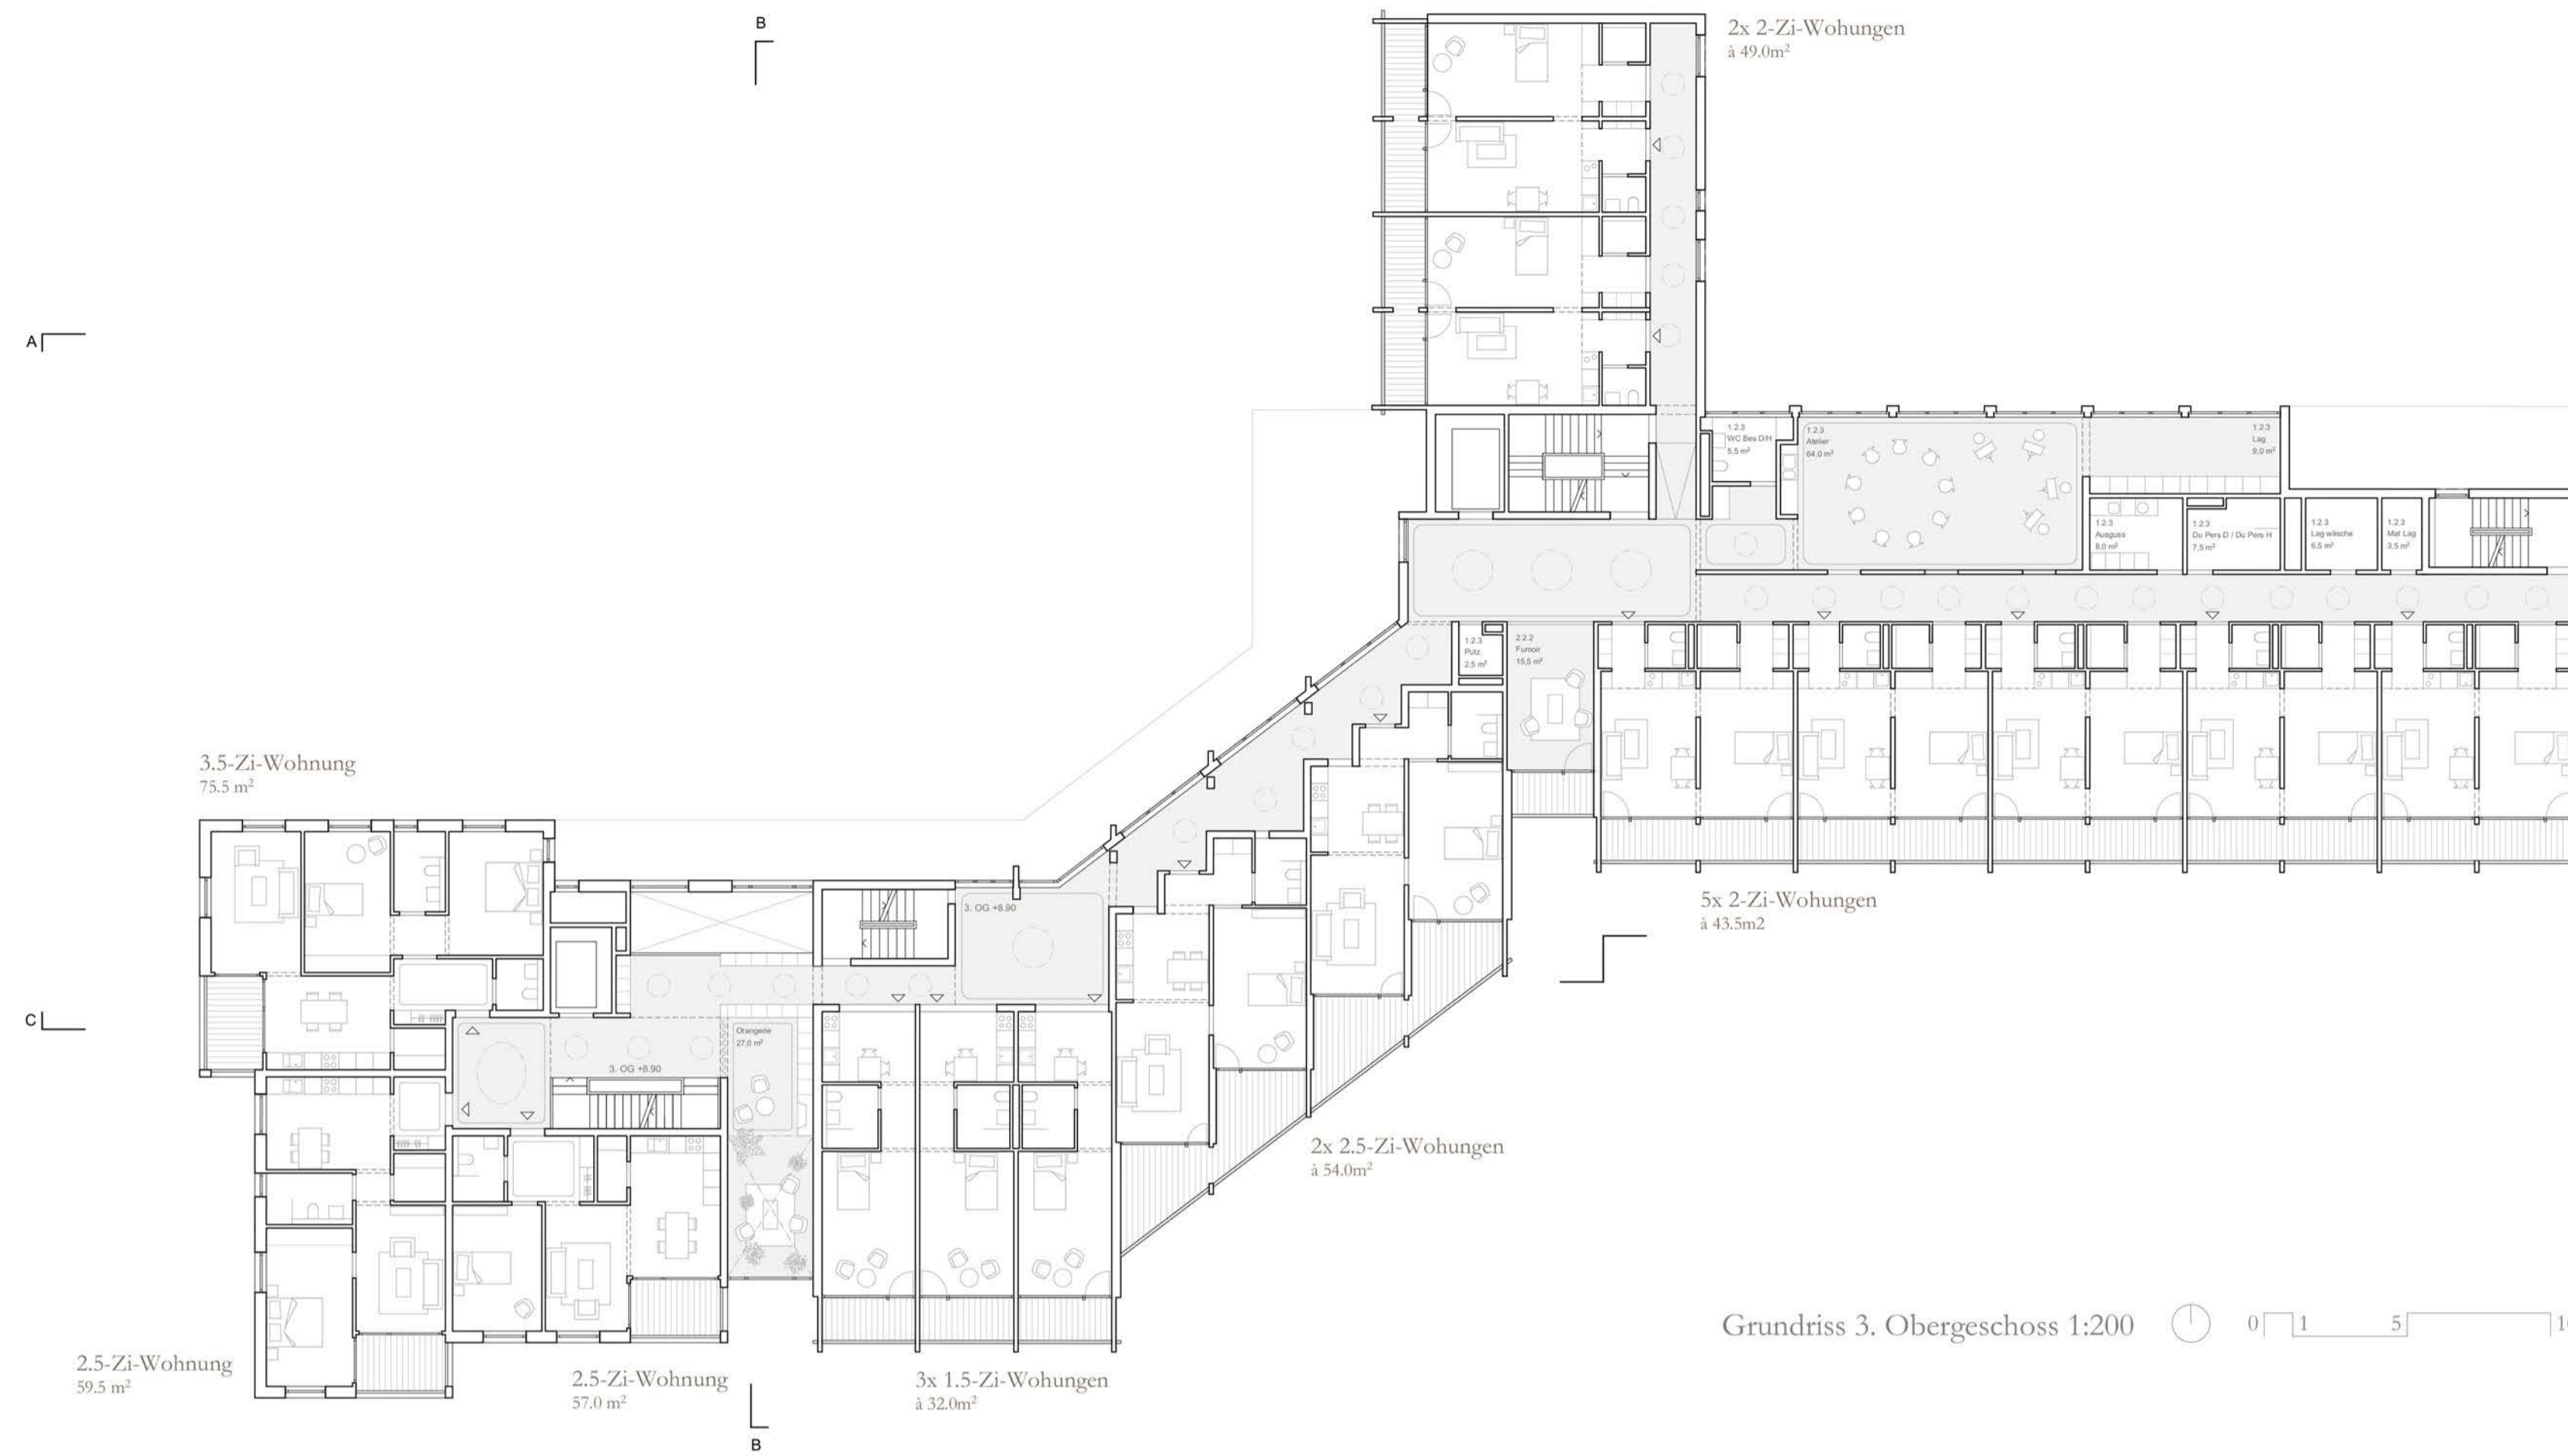 B
2x 2-Zi-Wohungen
à 49.0m²
A
1.2.3
WC Bes D/H
5,5 m²
1.2.3
Atelier
64,0 m²
1.2.3
Lag
9,0 m²
1.2.3
Ausguss
8,0 m²
1.2.3
Du Pers D / Du Pers H
7,5 m²
1.2.3
Lag wäsche
6,5 m²
1.2.3
Mat Lag
3,5 m²
1.2.3
Putz
2,5 m²
2.2.2
Fumoir
15,5 m²
3.5-Zi-Wohnung
75.5 m²
3. OG +8.90
5x 2-Zi-Wohungen
à 43.5m2
C
Orangerie
27,0 m²
3. OG +8.90
2x 2.5-Zi-Wohungen
à 54.0m²
Grundriss 3. Obergeschoss 1:200
0 1 5
2.5-Zi-Wohnung
59.5 m²
2.5-Zi-Wohnung
57.0 m²
3x 1.5-Zi-Wohungen
à 32.0m²
B